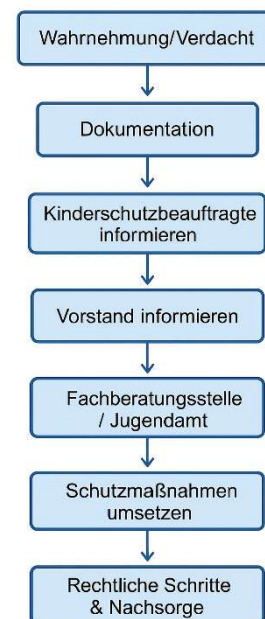 Wahrnehmung/Verdacht
Dokumentation
Kinderschutzbeauftragte
informieren
Vorstand informieren
Fachberatungsstelle
/ Jugendamt
Schutzmaßnahmen
umsetzen
Rechtliche Schritte
& Nachsorge